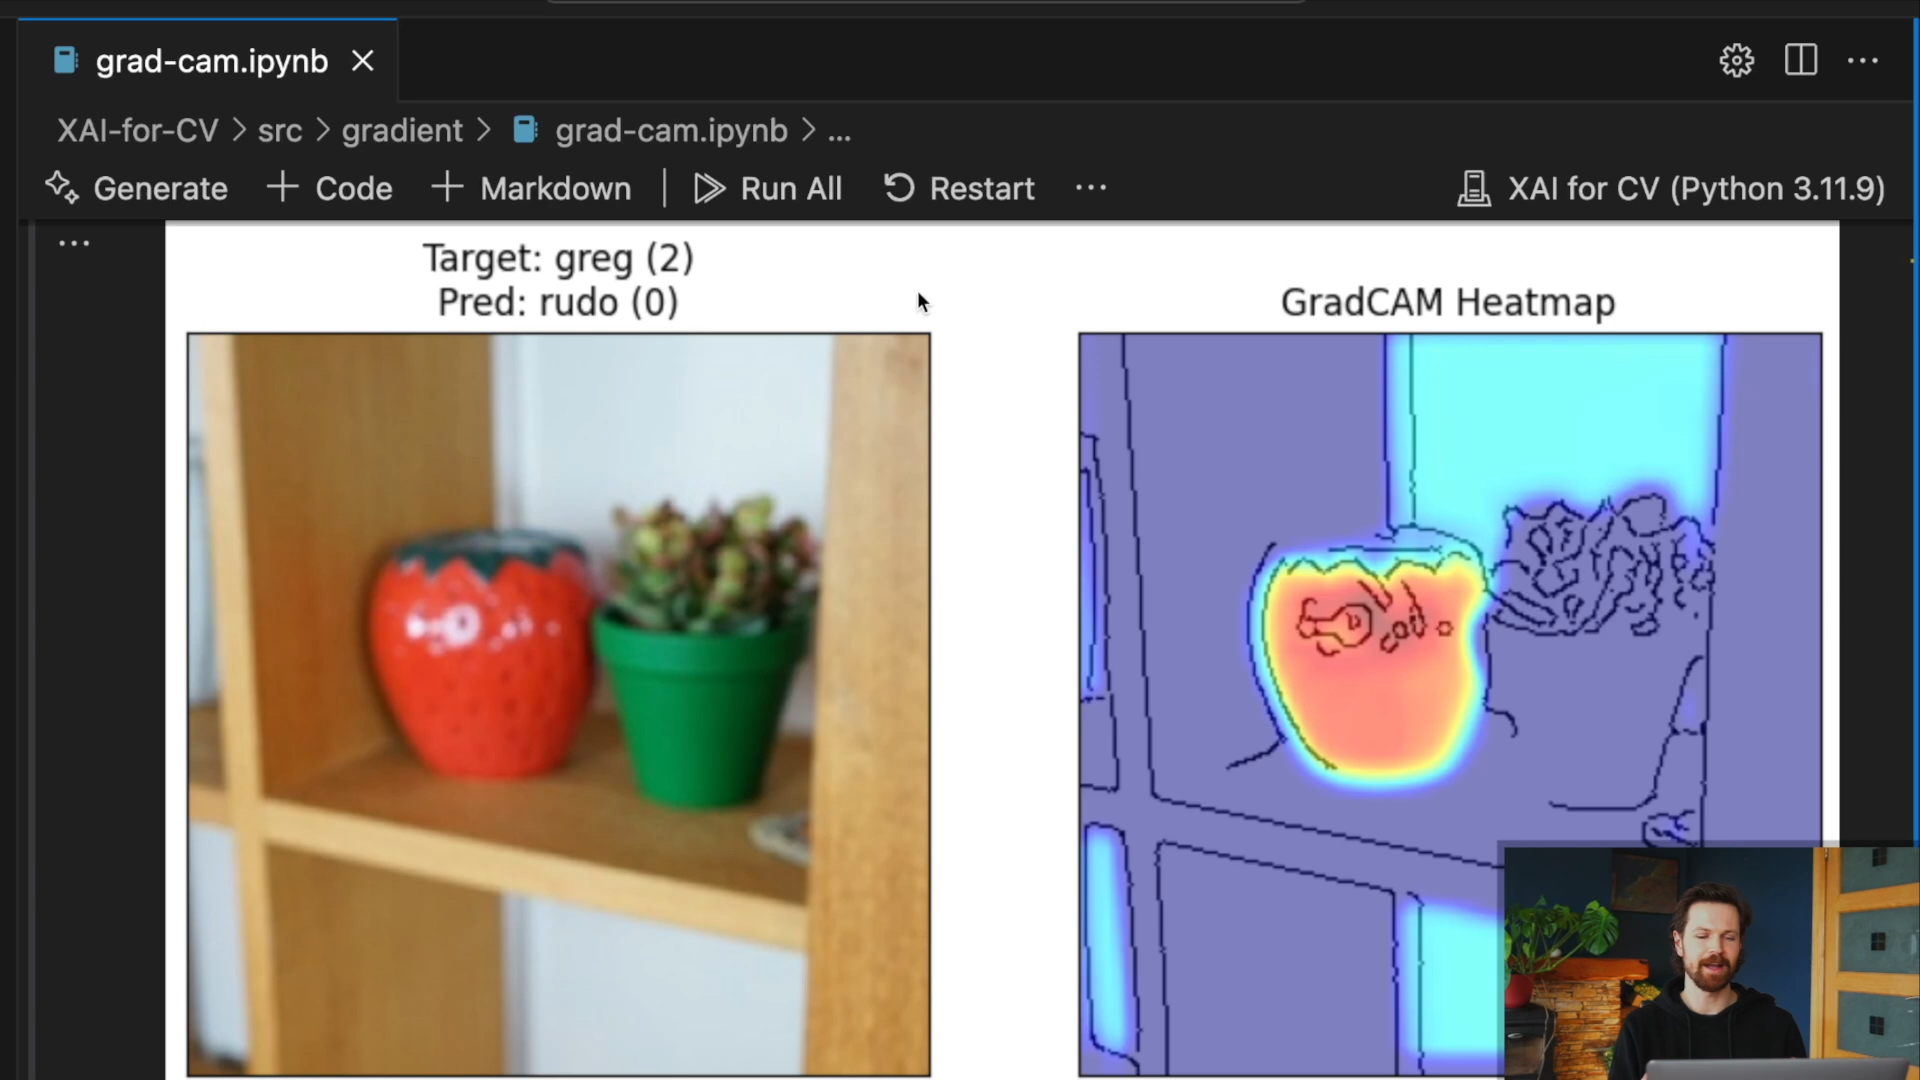 grad-cam.ipynb
XAI-for-CV > src > gradient > grad-cam.ipynb > ...
Generate + Code + Markdown | Run All Restart ...
XAI for CV (Python 3.11.9)
...
Target: greg (2)
Pred: rudo (0)
GradCAM Heatmap